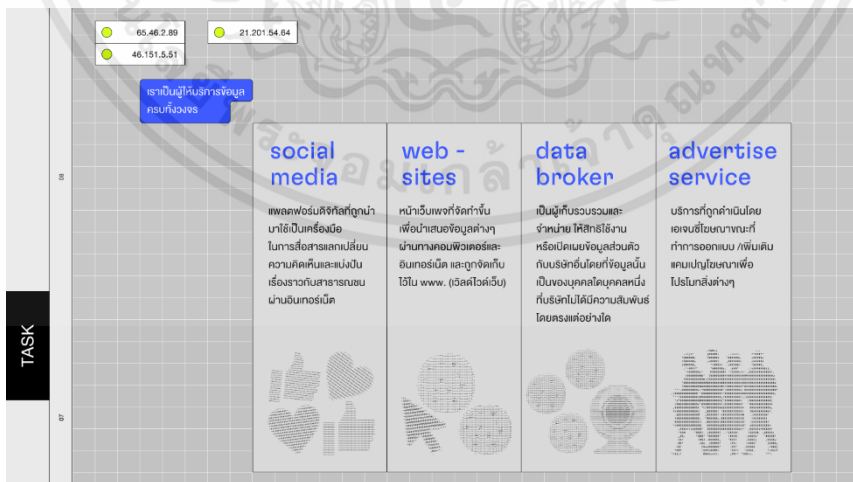 65.46.2.89
21.201.54.64
46.151.5.51
เราเป็นผู้ให้บริการข้อมูล
ครบทั้งวงจร
พระจอมเกล้าเจ้าคุณทหาร
social
media
แพลตฟอร์มดิจิทัลที่ถูกนำ
มาใช้เป็นเครื่องมือ
ในการสื่อสารแลกเปลี่ยน
ความคิดเห็นและแบ่งปัน
เรื่องราวกับสาธารณชน
ผ่านอินเทอร์เน็ต
web -
sites
หน้าเว็บเพจที่จัดทำขึ้น
เพื่อนำเสนอข้อมูลต่างๆ
ผ่านทางคอมพิวเตอร์และ
อินเทอร์เน็ต และถูกจัดเก็บ
ไว้ใน www. (เวิลด์ไวด์เว็บ)
data
broker
เป็นผู้เก็บรวบรวมและ
จำหน่าย ให้สิทธิใช้งาน
หรือเปิดเผยข้อมูลส่วนตัว
กับบริษัทอื่นโดยที่ข้อมูลนั้น
เป็นของบุคคลใดบุคคลหนึ่ง
ที่บริษัทไม่ได้มีความสัมพันธ์
โดยตรงแต่อย่างใด
advertise
service
บริการที่ถูกดำเนินโดย
เอเจนซี่โฆษณาขณะที่
ทำการออกแบบ /เพิ่มเติม
แคมเปญโฆษณาเพื่อ
โปรโมทสิ่งต่างๆ
08
TASK
07